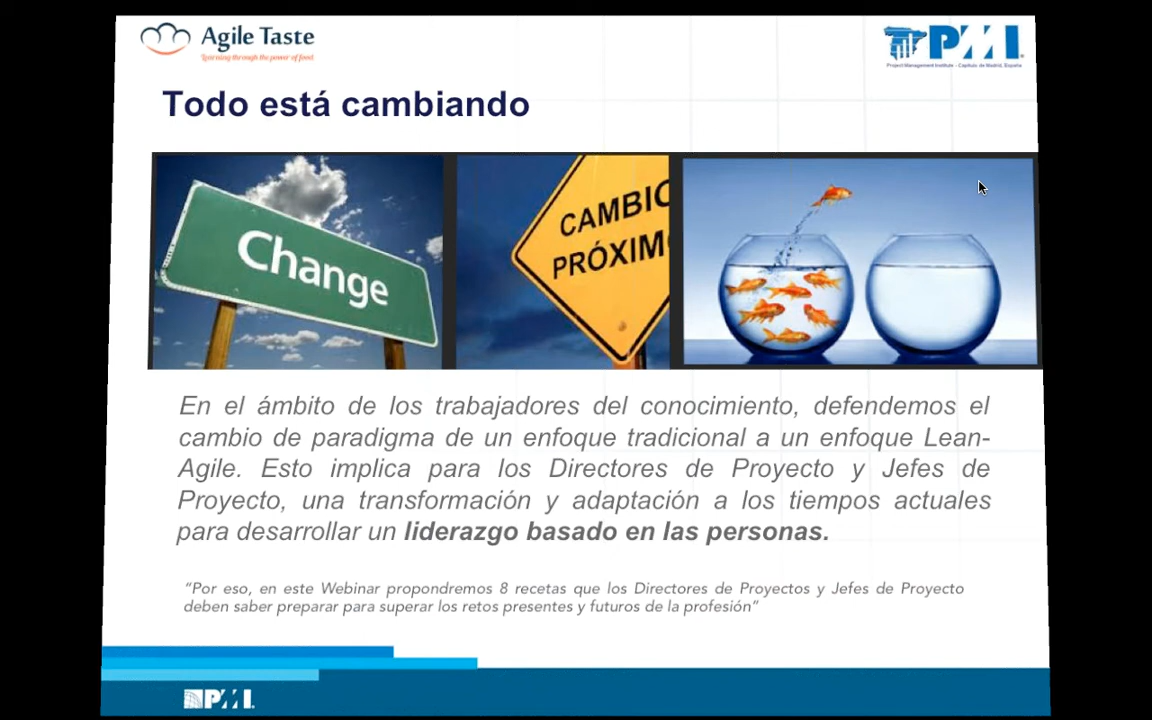 Agile Taste
Learning through the power of food
PMI
Project Management Institute - Capítulo de Madrid, España
Todo está cambiando
Change
CAMBIO
PRÓXIM
En el ámbito de los trabajadores del conocimiento, defendemos el
cambio de paradigma de un enfoque tradicional a un enfoque Lean-
Agile. Esto implica para los Directores de Proyecto y Jefes de
Proyecto, una transformación y adaptación a los tiempos actuales
para desarrollar un liderazgo basado en las personas.
“Por eso, en este Webinar propondremos 8 recetas que los Directores de Proyectos y Jefes de Proyecto
deben saber preparar para superar los retos presentes y futuros de la profesión”
PMI